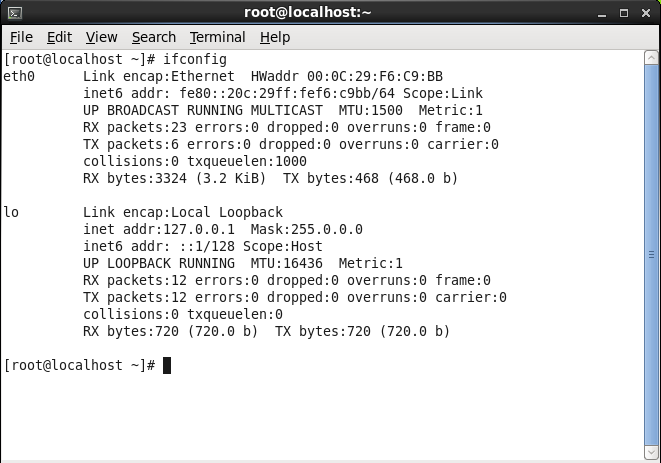 root@localhost:~
File Edit View Search Terminal Help
[root@localhost ~]# ifconfig
eth0      Link encap:Ethernet  HWaddr 00:0C:29:F6:C9:BB
          inet6 addr: fe80::20c:29ff:fef6:c9bb/64 Scope:Link
          UP BROADCAST RUNNING MULTICAST  MTU:1500  Metric:1
          RX packets:23 errors:0 dropped:0 overruns:0 frame:0
          TX packets:6 errors:0 dropped:0 overruns:0 carrier:0
          collisions:0 txqueuelen:1000
          RX bytes:3324 (3.2 KiB)  TX bytes:468 (468.0 b)

lo        Link encap:Local Loopback
          inet addr:127.0.0.1  Mask:255.0.0.0
          inet6 addr: ::1/128 Scope:Host
          UP LOOPBACK RUNNING  MTU:16436  Metric:1
          RX packets:12 errors:0 dropped:0 overruns:0 frame:0
          TX packets:12 errors:0 dropped:0 overruns:0 carrier:0
          collisions:0 txqueuelen:0
          RX bytes:720 (720.0 b)  TX bytes:720 (720.0 b)

[root@localhost ~]#